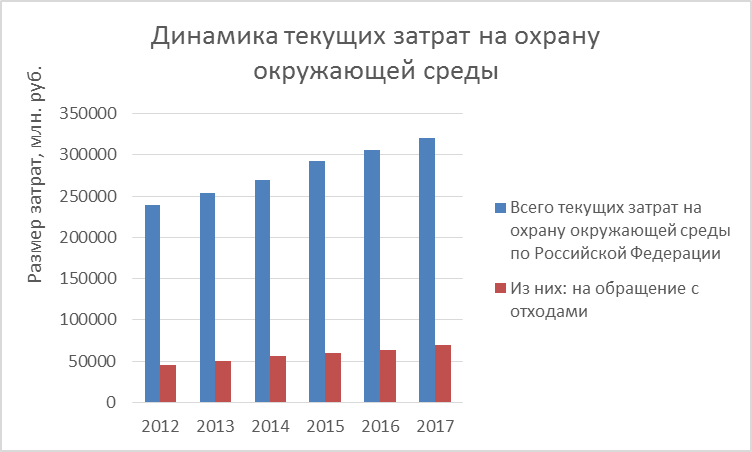 Динамика текущих затрат на охрану
окружающей среды
Размер затрат, млн. руб.
350000
300000
250000
200000
150000
100000
50000
0
2012 2013 2014 2015 2016 2017
Всего текущих затрат на
охрану окружающей среды
по Российской Федерации
Из них: на обращение с
отходами